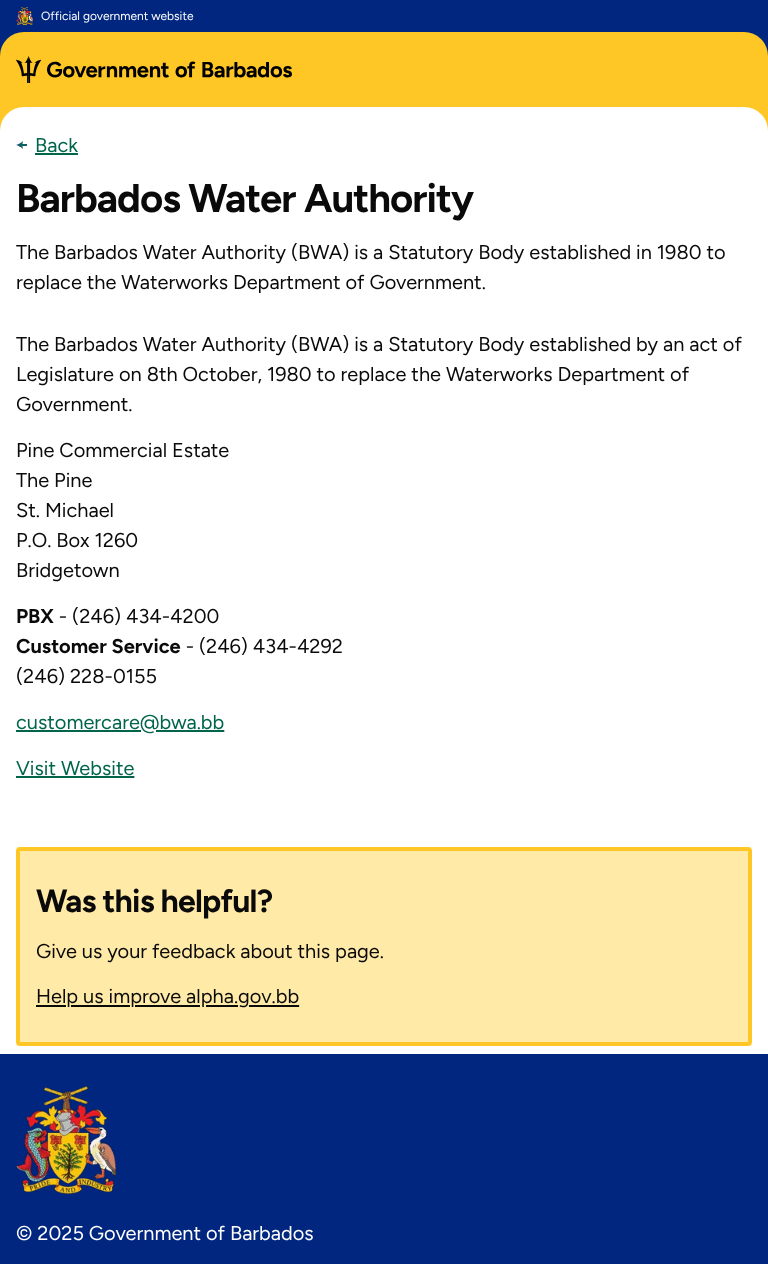 Official government website
Government of Barbados
Back
Barbados Water Authority
The Barbados Water Authority (BWA) is a Statutory Body established in 1980 to
replace the Waterworks Department of Government.
The Barbados Water Authority (BWA) is a Statutory Body established by an act of
Legislature on 8th October, 1980 to replace the Waterworks Department of
Government.
Pine Commercial Estate
The Pine
St. Michael
P.O. Box 1260
Bridgetown
PBX - (246) 434-4200
Customer Service - (246) 434-4292
(246) 228-0155
customercare@bwa.bb
Visit Website
Was this helpful?
Give us your feedback about this page.
Help us improve alpha.gov.bb
PRIDE AND INDUSTRY
© 2025 Government of Barbados